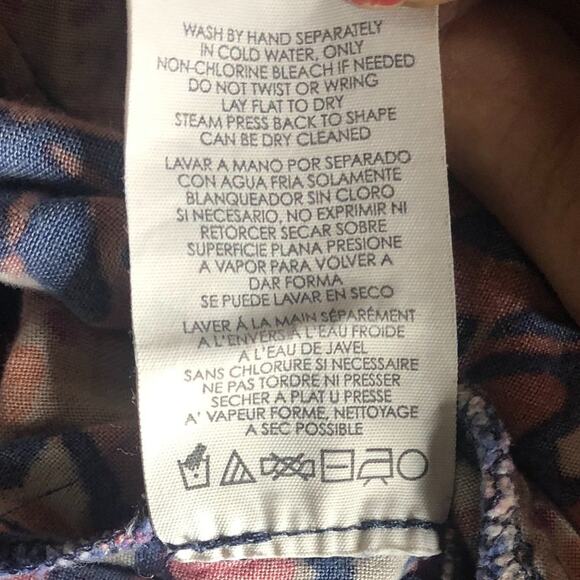 WASH BY HAND SEPARATELY
IN COLD WATER, ONLY
NON-CHLORINE BLEACH IF NEEDED
DO NOT TWIST OR WRING
LAY FLAT TO DRY
STEAM PRESS BACK TO SHAPE
CAN BE DRY CLEANED
LAVAR A MANO POR SEPARADO
CON AGUA FRIA SOLAMENTE
BLANQUEADOR SIN CLORO
SI NECESARIO, NO EXPRIMIR NI
RETORCER SECAR SOBRE
SUPERFICIE PLANA PRESIONE
A VAPOR PARA VOLVER A
DAR FORMA
SE PUEDE LAVAR EN SECO
LAVER Á LA MAIN SÉPARÉMENT
A L'ENVERS Á L'EAU FROIDE
A L'EAU DE JAVEL
SANS CHLORURE SI NECESSAIRE
NE PAS TORDRE NI PRESSER
SECHER A PLAT U PRESSE
A' VAPEUR FORME, NETTOYAGE
A SEC POSSIBLE